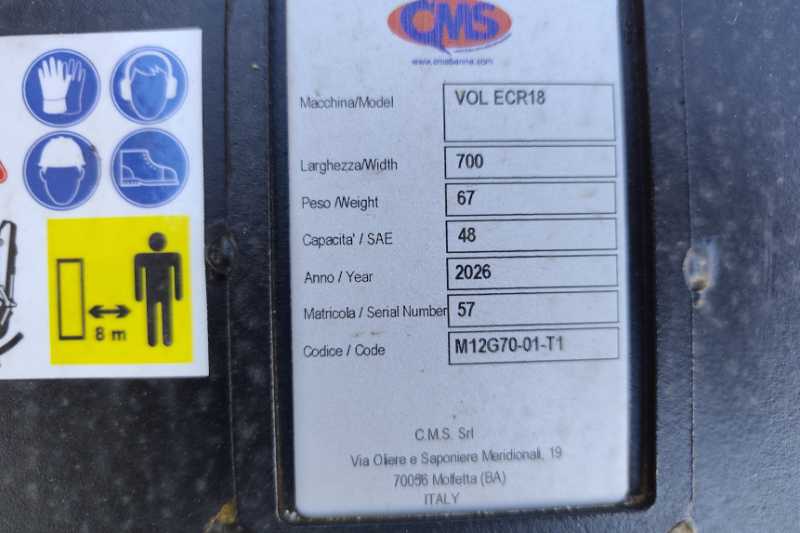 CMS
www.cmsbenne.com
Macchina/Model VOL ECR18
Larghezza/Width 700
Peso /Weight 67
Capacita' / SAE 48
Anno / Year 2026
Matricola / Serial Number 57
Codice / Code M12G70-01-T1
8 m
C.M.S. Srl
Via Oliere e Saponiere Meridionali, 19
70056 Molfetta (BA)
ITALY